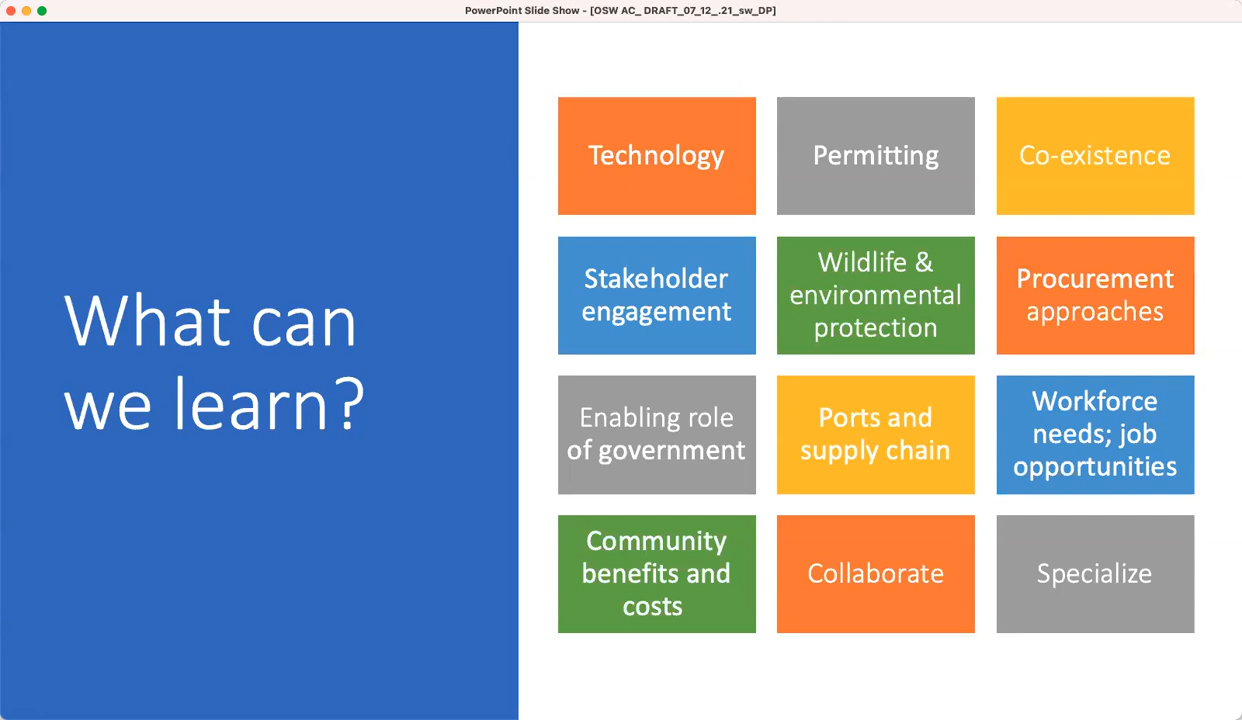 PowerPoint Slide Show - [OSW AC_ DRAFT_07_12_.21_sw_DP]
What can
we learn?
Technology
Permitting
Co-existence
Stakeholder
engagement
Wildlife &
environmental
protection
Procurement
approaches
Enabling role
of government
Ports and
supply chain
Workforce
needs; job
opportunities
Community
benefits and
costs
Collaborate
Specialize